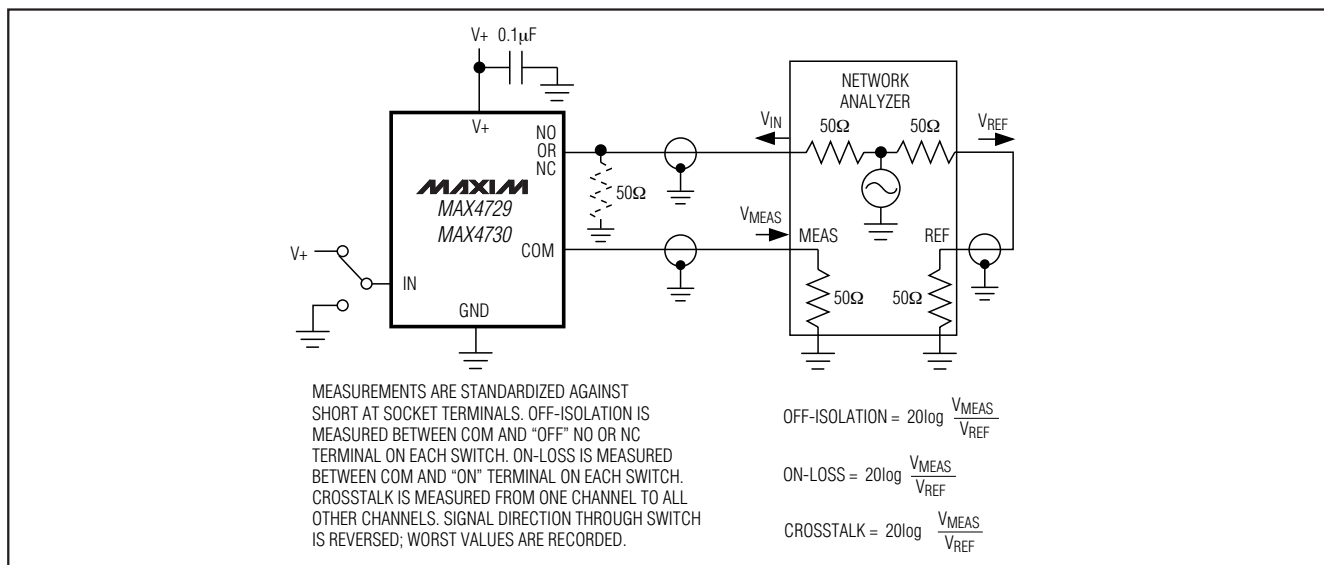 V+ 0.1μF
NETWORK
ANALYZER
V+
NO
OR
NC
VIN
50Ω
50Ω
VREF
MAXIM
MAX4729
MAX4730
50Ω
VMEAS
MEAS
REF
COM
V+
IN
50Ω
50Ω
GND
MEASUREMENTS ARE STANDARDIZED AGAINST
SHORT AT SOCKET TERMINALS. OFF-ISOLATION IS
MEASURED BETWEEN COM AND “OFF” NO OR NC
TERMINAL ON EACH SWITCH. ON-LOSS IS MEASURED
BETWEEN COM AND “ON” TERMINAL ON EACH SWITCH.
CROSSTALK IS MEASURED FROM ONE CHANNEL TO ALL
OTHER CHANNELS. SIGNAL DIRECTION THROUGH SWITCH
IS REVERSED; WORST VALUES ARE RECORDED.
OFF-ISOLATION = 20log VMEAS
VREF
ON-LOSS = 20log VMEAS
VREF
CROSSTALK = 20log VMEAS
VREF